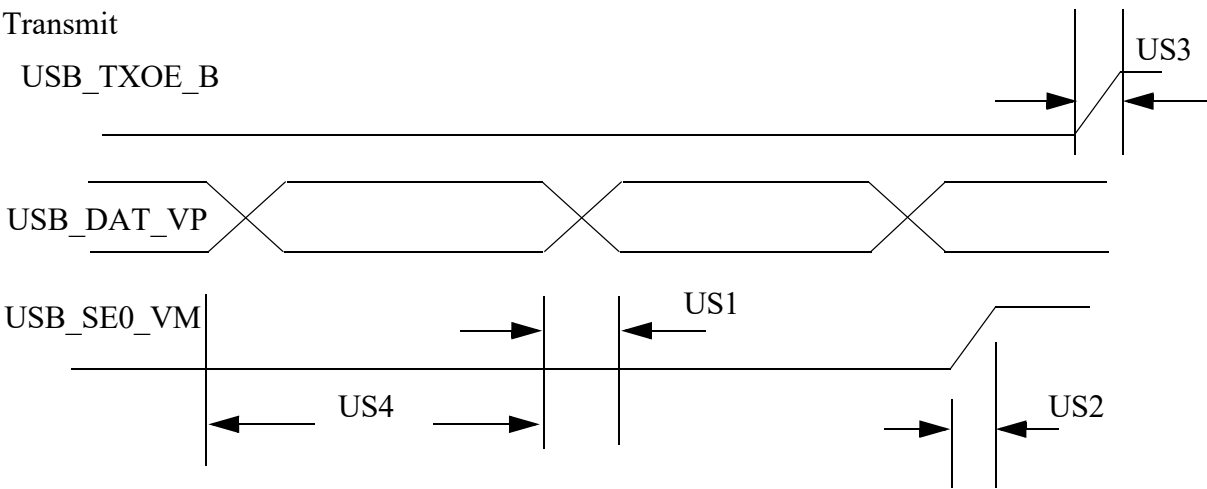 Transmit
US3
USB_TXOE_B
USB_DAT_VP
US1
USB_SE0_VM
US4
US2